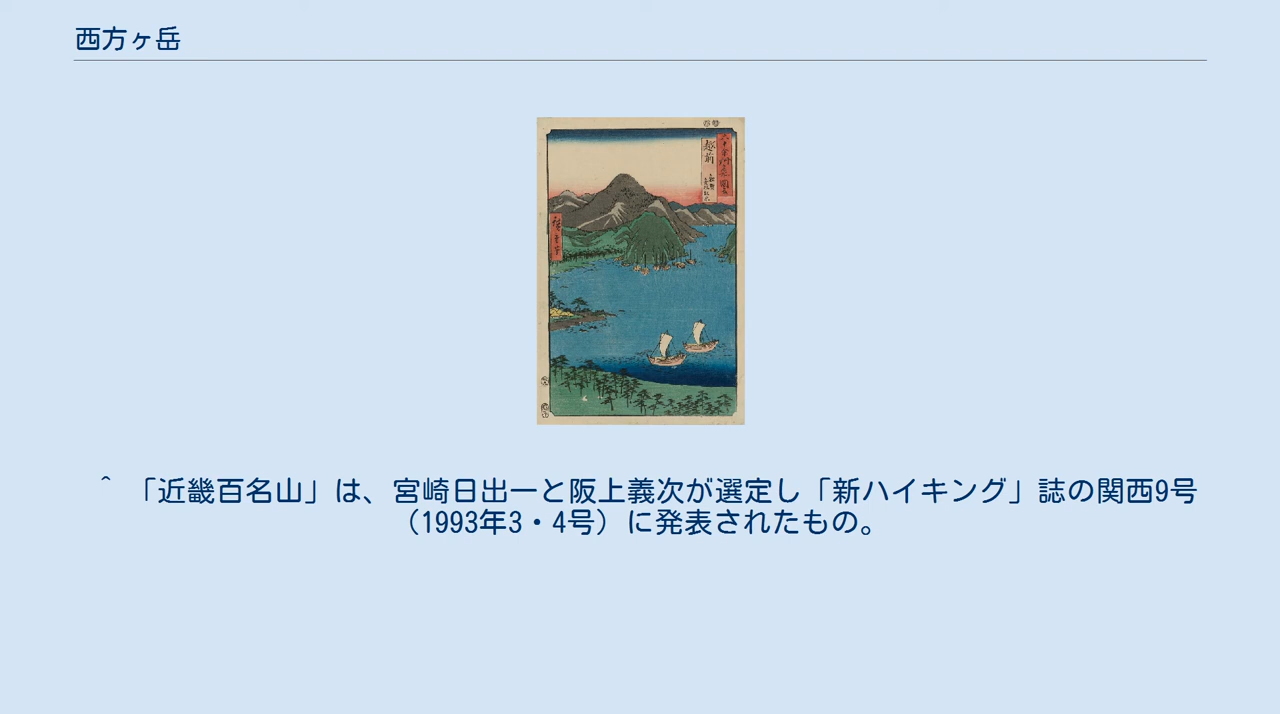 西方ヶ岳
越前
^ 「近畿百名山」は、宮崎日出一と阪上義次が選定し「新ハイキング」誌の関西9号
（1993年3・4号）に発表されたもの。